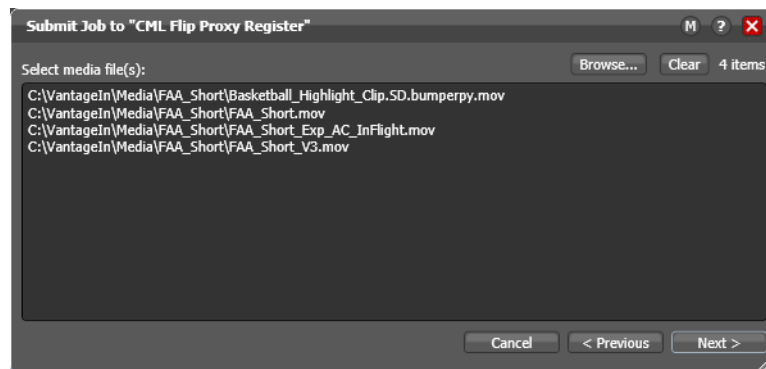 Submit Job to "CML Flip Proxy Register" M ?
Select media file(s): Browse... Clear 4 items
C:\VantageIn\Media\FAA_Short\Basketball_Highlight_Clip.SD.bumperpy.mov
C:\VantageIn\Media\FAA_Short\FAA_Short.mov
C:\VantageIn\Media\FAA_Short\FAA_Short_Exp_AC_InFlight.mov
C:\VantageIn\Media\FAA_Short\FAA_Short_V3.mov
Cancel < Previous Next >